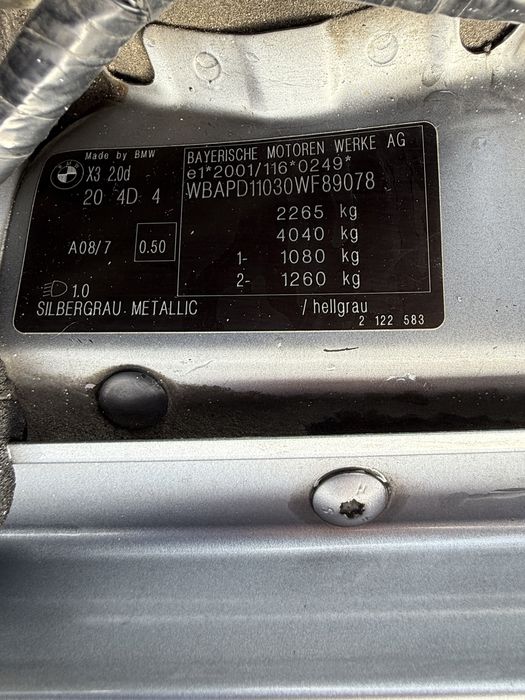 Made by BMW
X3 2.0d
20 4D 4
A08/7 0.50
1.0
SILBERGRAU METALLIC / hellgrau
BAYERISCHE MOTOREN WERKE AG
e1*2001/116*0249*
WBAPD11030WF89078
2265 kg
4040 kg
1- 1080 kg
2- 1260 kg
2 122 583